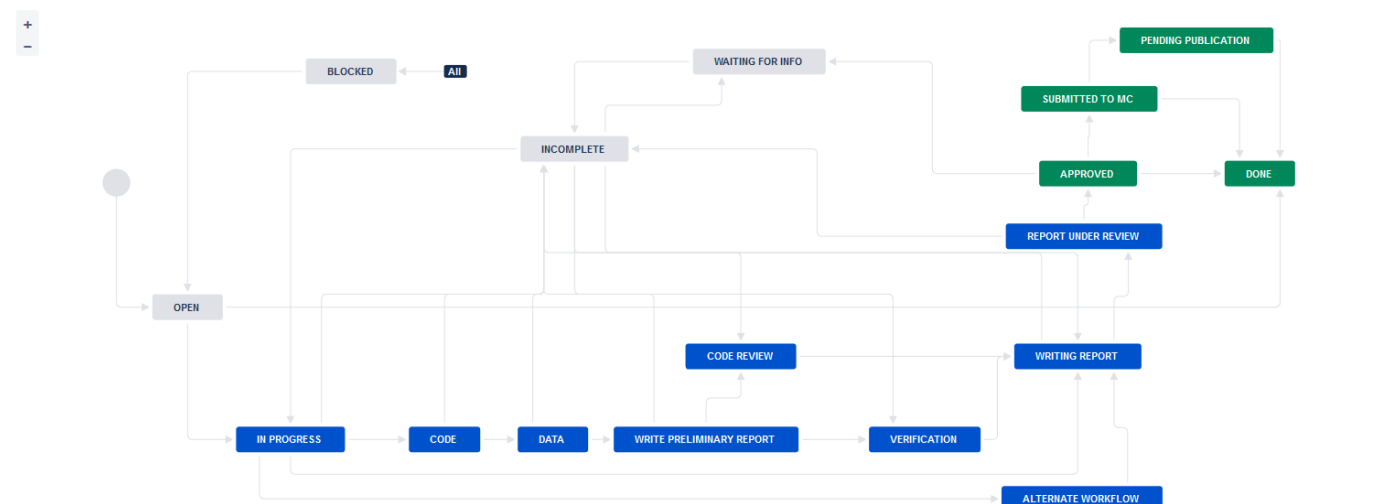 +
−
PENDING PUBLICATION
WAITING FOR INFO
BLOCKED
All
SUBMITTED TO MC
INCOMPLETE
APPROVED
DONE
REPORT UNDER REVIEW
OPEN
CODE REVIEW
WRITING REPORT
IN PROGRESS
CODE
DATA
WRITE PRELIMINARY REPORT
VERIFICATION
ALTERNATE WORKFLOW